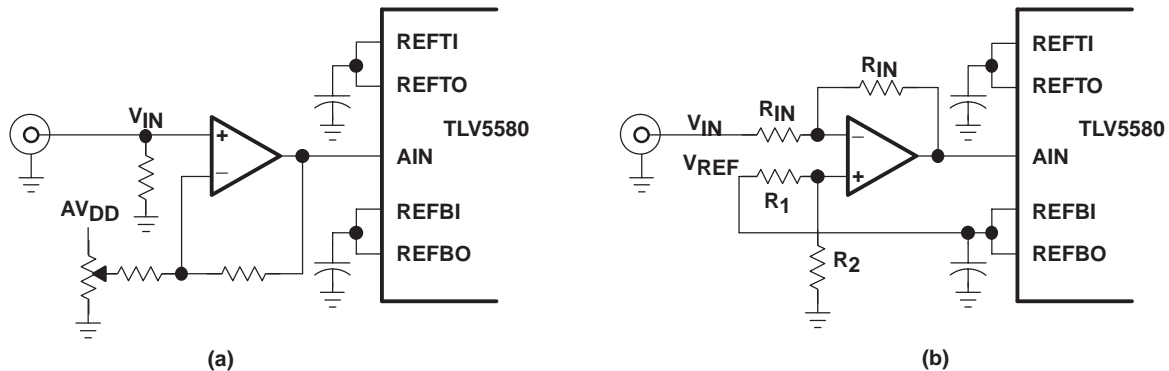 REFTI
REFTO
TLV5580
VIN
+
−
AIN
AVDD
REFBI
REFBO
(a)
REFTI
REFTO
TLV5580
RIN
VIN
RIN
−
VREF
+
AIN
R1
REFBI
REFBO
R2
(b)